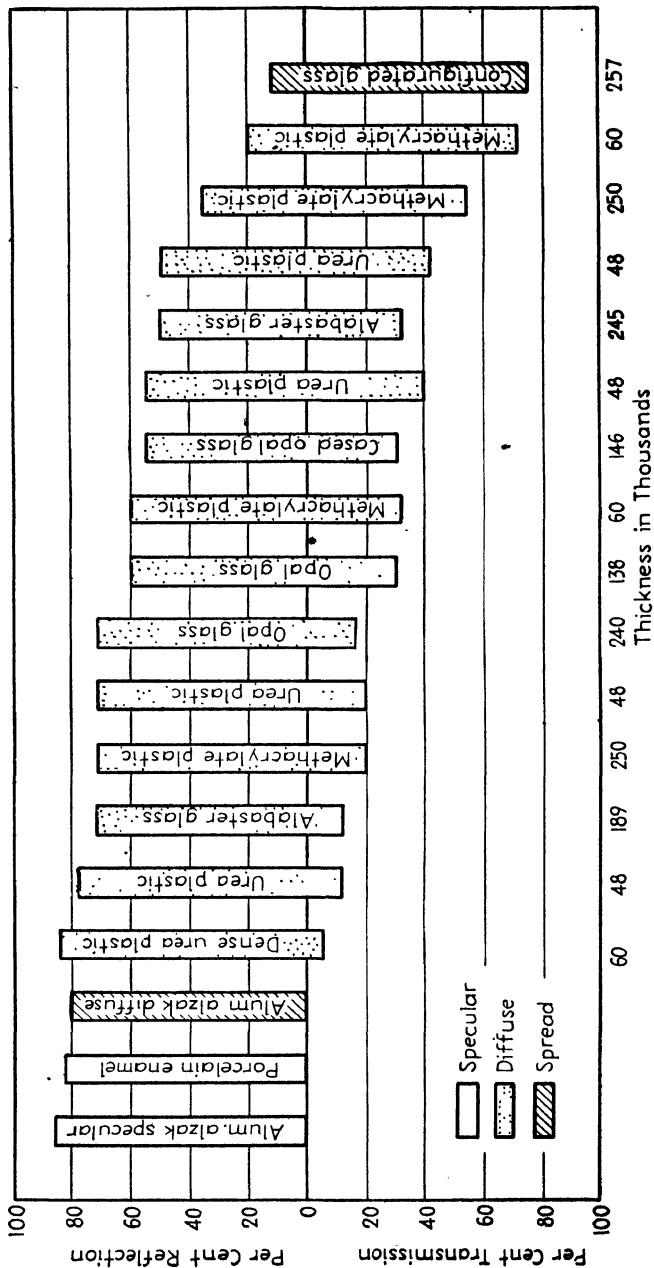 Per Cent Reflection
Per Cent Transmission
100
80
60
40
20
0
20
40
60
80
100
Alum. alzak specular
Porcelain enamel
Alum alzak diffuse
Dense urea plastic
Urea plastic
Alabaster glass
Methacrylate plastic
Urea plastic
Opal glass
Opal glass
Methacrylate plastic
Cased opal glass
Urea plastic
Alabaster glass
Urea plastic
Methacrylate plastic
Methacrylate plastic
Configurated glass
Specular
Diffuse
Spread
60
48
189
250
48
240
138
60
146
48
245
48
250
60
257
Thickness in Thousands